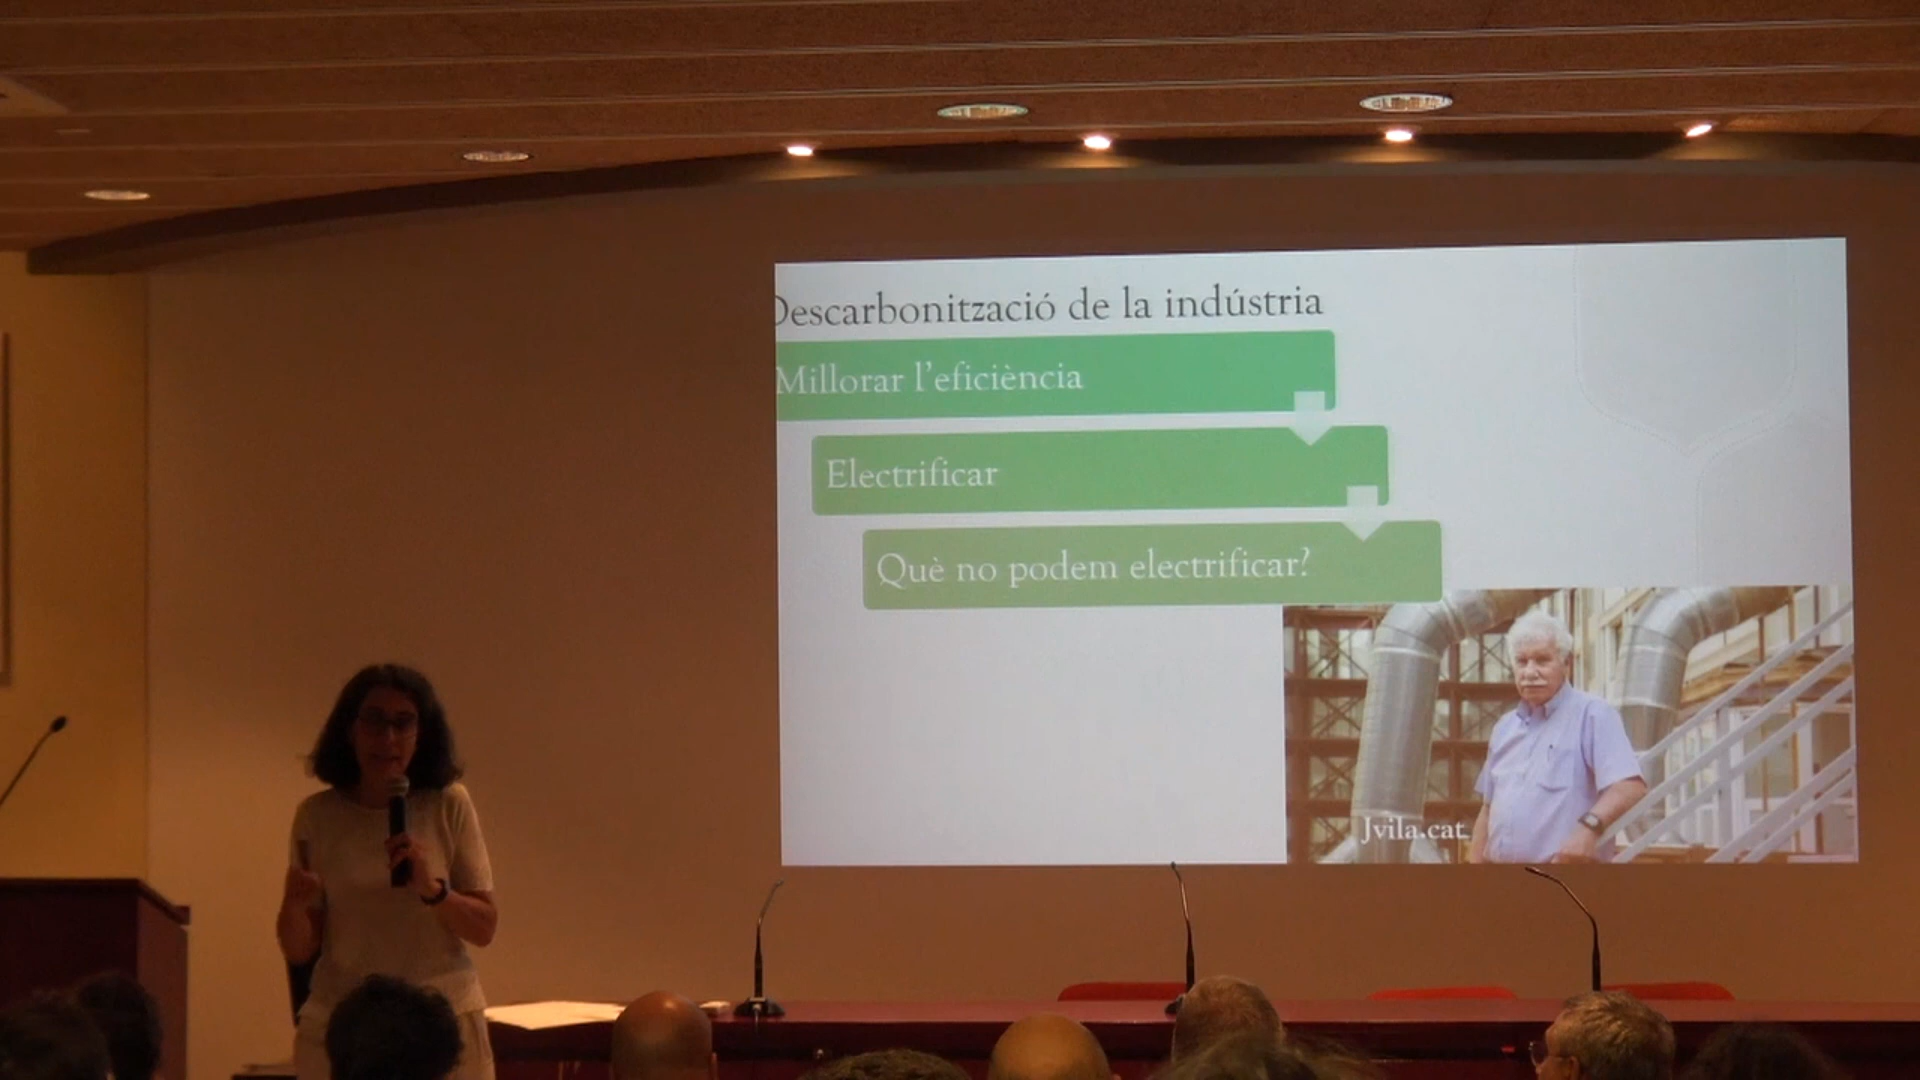 Descarbonització de la indústria
Millorar l'eficiència
Electrificar
Què no podem electrificar?
Jvila.cat